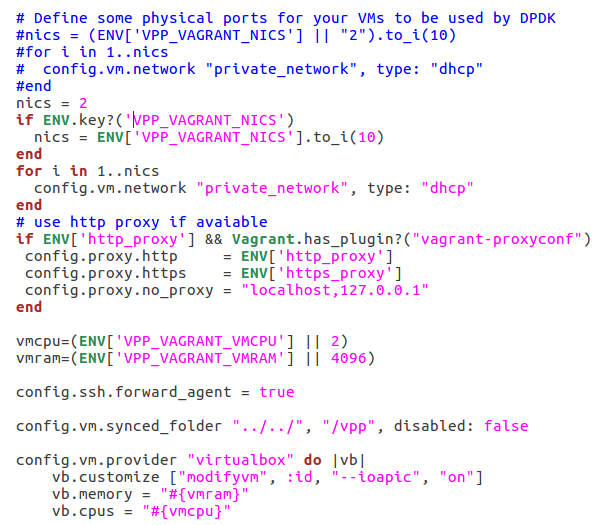 # Define some physical ports for your VMs to be used by DPDK
#nics = (ENV['VPP_VAGRANT_NICS'] || "2").to_i(10)
#for i in 1..nics
#  config.vm.network "private_network", type: "dhcp"
#end
nics = 2
if ENV.key?('VPP_VAGRANT_NICS')
  nics = ENV['VPP_VAGRANT_NICS'].to_i(10)
end
for i in 1..nics
  config.vm.network "private_network", type: "dhcp"
end
# use http proxy if avaiable
if ENV['http_proxy'] && Vagrant.has_plugin?("vagrant-proxyconf")
 config.proxy.http     = ENV['http_proxy']
 config.proxy.https    = ENV['https_proxy']
 config.proxy.no_proxy = "localhost,127.0.0.1"
end

vmcpu=(ENV['VPP_VAGRANT_VMCPU'] || 2)
vmram=(ENV['VPP_VAGRANT_VMRAM'] || 4096)

config.ssh.forward_agent = true

config.vm.synced_folder "../../", "/vpp", disabled: false

config.vm.provider "virtualbox" do |vb|
    vb.customize ["modifyvm", :id, "--ioapic", "on"]
    vb.memory = "#{vmram}"
    vb.cpus = "#{vmcpu}"